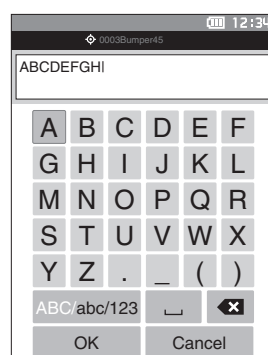 12:34
0003Bumper45
ABCDEFGHI
A B C D E F
G H I J K L
M N O P Q R
S T U V W X
Y Z . _ ( )
ABC/abc/123
OK Cancel